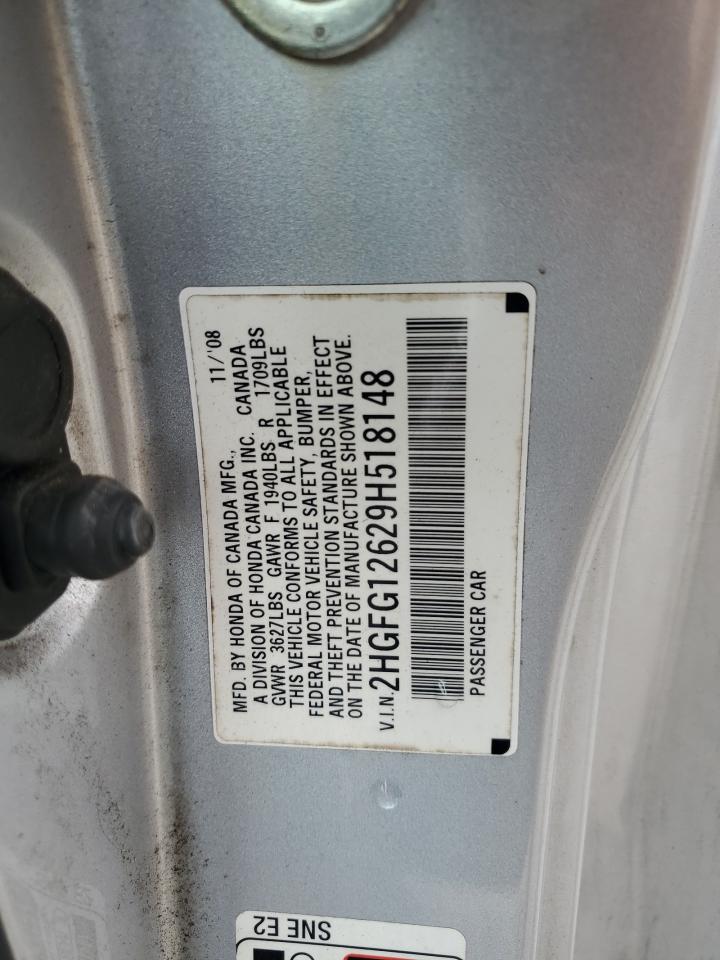 MFD. BY HONDA OF CANADA MFG., 11/'08
A DIVISION OF HONDA CANADA INC. CANADA
GVWR 3627LBS GAWR F 1940LBS R 1709LBS
THIS VEHICLE CONFORMS TO ALL APPLICABLE
FEDERAL MOTOR VEHICLE SAFETY, BUMPER,
AND THEFT PREVENTION STANDARDS IN EFFECT
ON THE DATE OF MANUFACTURE SHOWN ABOVE.
V.I.N. 2HGFG12629H518148
PASSENGER CAR
SNE E2